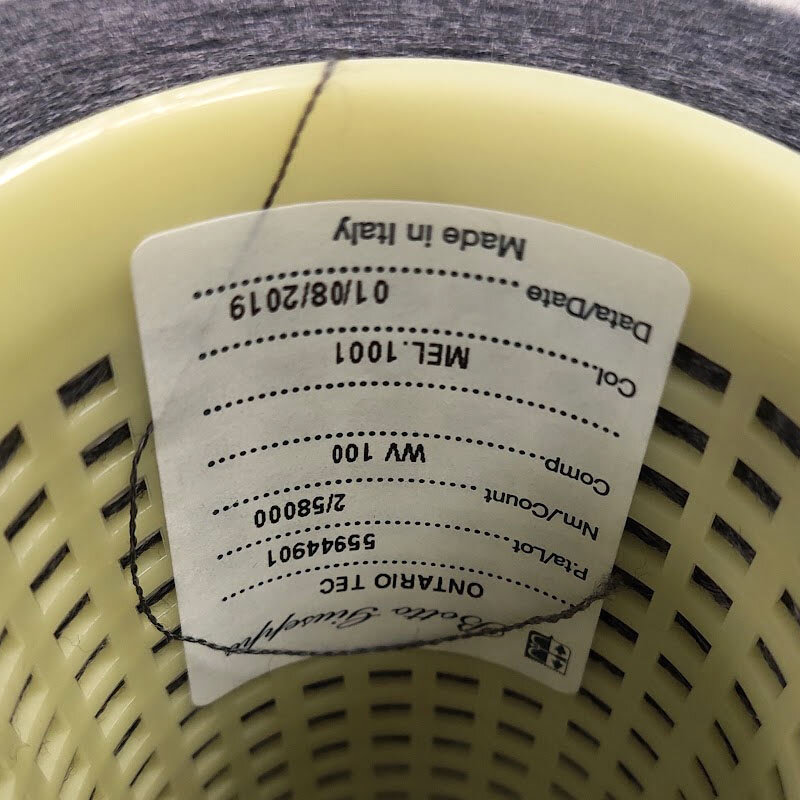 Botto Giuseppe
ONTARIO TEC
Pta/Lot 55944901
Nm./Count 2/58000
Comp WV 100
Col. MEL.1001
Data/Date 01/08/2019
Made in Italy